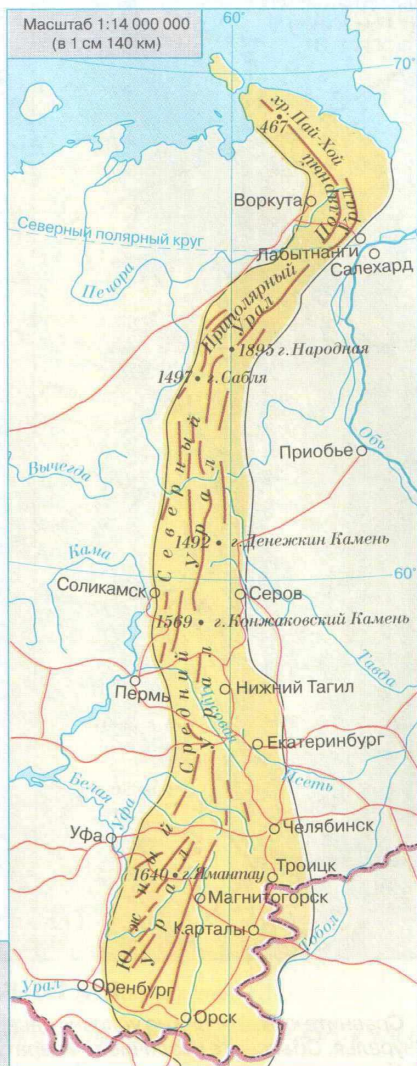 Масштаб 1:14 000 000
(в 1 см 140 км)
60°
70°
хр. Пай-Хой
467
Полярный Урал
Воркута
Северный полярный круг
Лабытнанги
Салехард
Печора
Приполярный
Урал
1895 г. Народная
1497 г. Сабля
Обь
Приобье
Вычегда
Северный
Урал
1492 г. Денежкин Камень
Кама
60°
Соликамск
Серов
1569 г. Конжаковский Камень
Тавда
Пермь
Нижний Тагил
Чусовая
Средний
Урал
Екатеринбург
Исеть
Белая
Уфа
Уфа
Челябинск
Троицк
1640 г. Ямантау
Магнитогорск
Карталы
Тобол
Южный
Урал
Урал
Оренбург
Орск